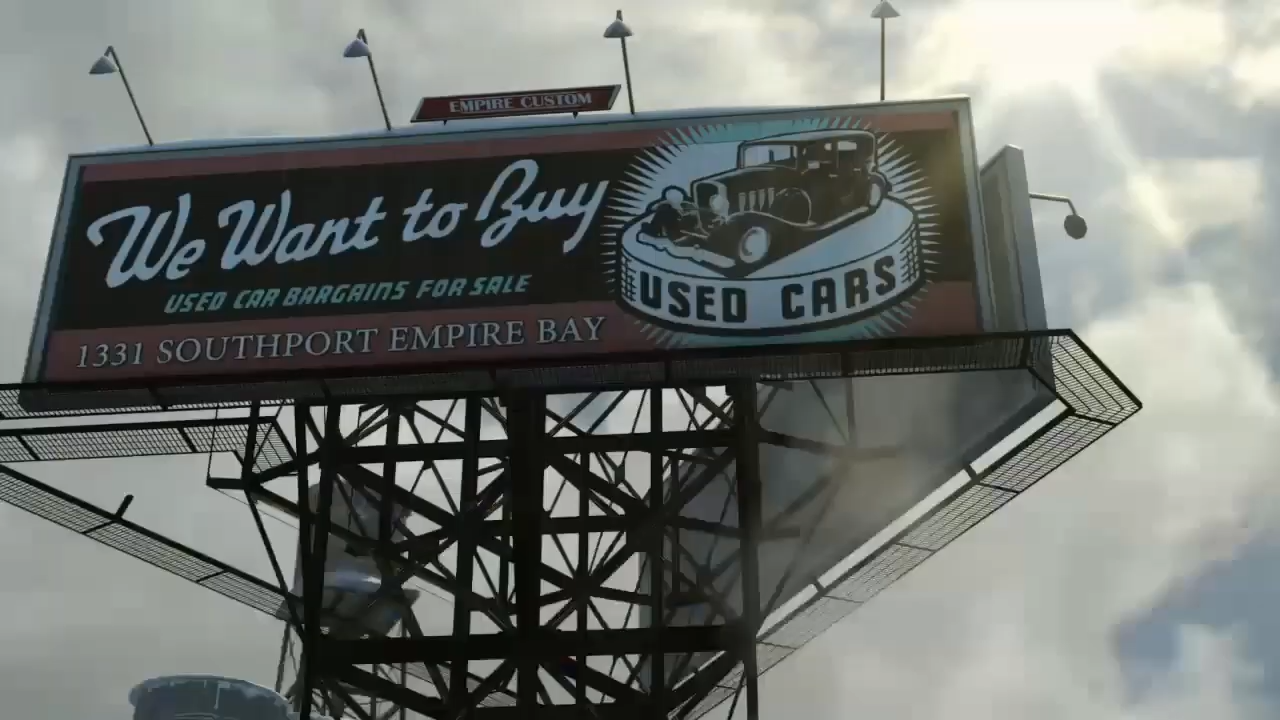 EMPIRE CUSTOM
We Want to Buy
USED CAR BARGAINS FOR SALE
1331 SOUTHPORT EMPIRE BAY
USED CARS